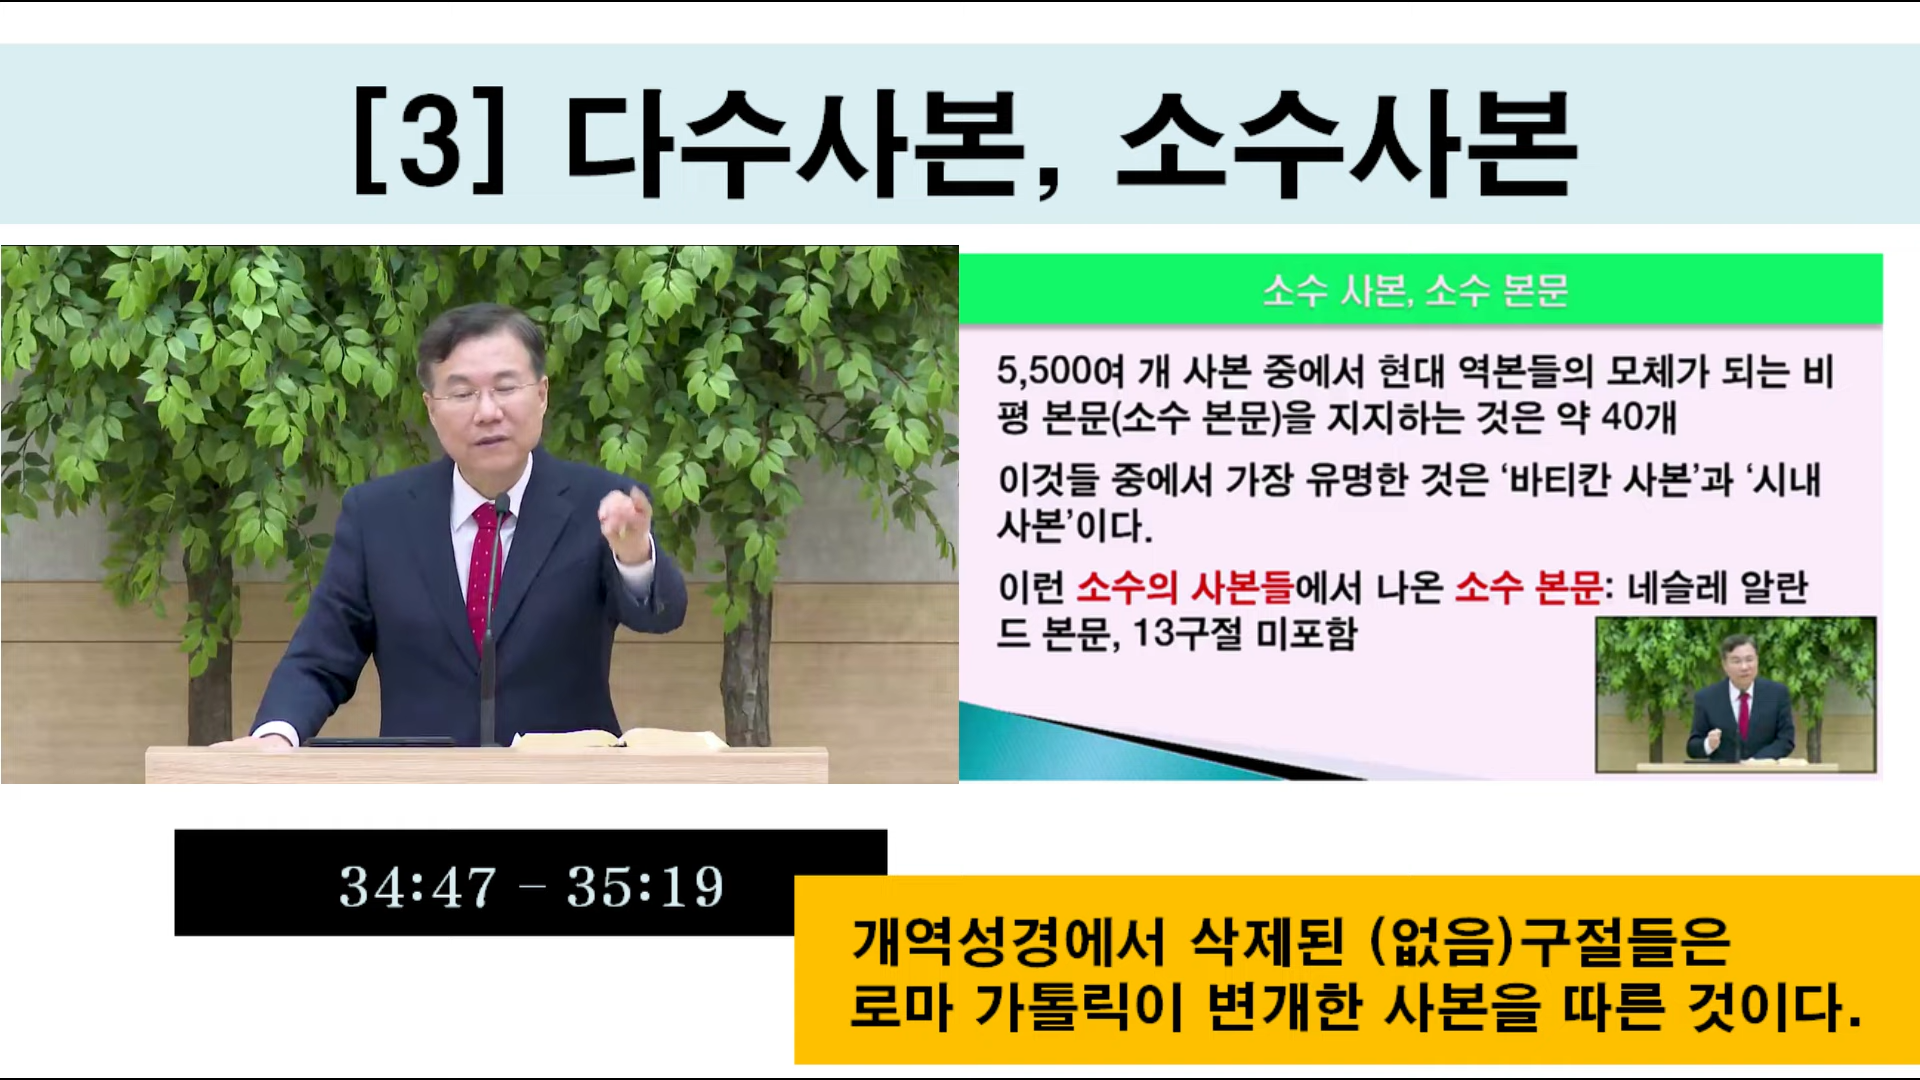 [3] 다수사본, 소수사본
소수 사본, 소수 본문
5,500여 개 사본 중에서 현대 역본들의 모체가 되는 비
평 본문(소수 본문)을 지지하는 것은 약 40개
이것들 중에서 가장 유명한 것은 ‘바티칸 사본’과 ‘시내
사본’이다.
이런 소수의 사본들에서 나온 소수 본문: 네슬레 알란
드 본문, 13구절 미포함
34:47 – 35:19
개역성경에서 삭제된 (없음)구절들은
로마 가톨릭이 변개한 사본을 따른 것이다.